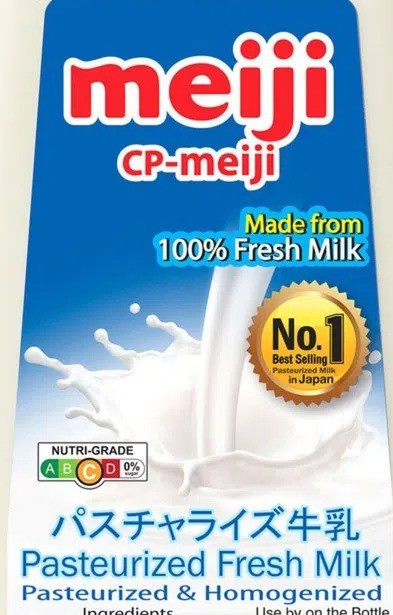 meiji
CP-meiji
Made from
100% Fresh Milk
No.1
Best Selling
Pasteurized Milk
in Japan
NUTRI-GRADE
A B C D 0%
sugar
パスチャライズ牛乳
Pasteurized Fresh Milk
Pasteurized & Homogenized
Ingredients
Use by on the Bottle